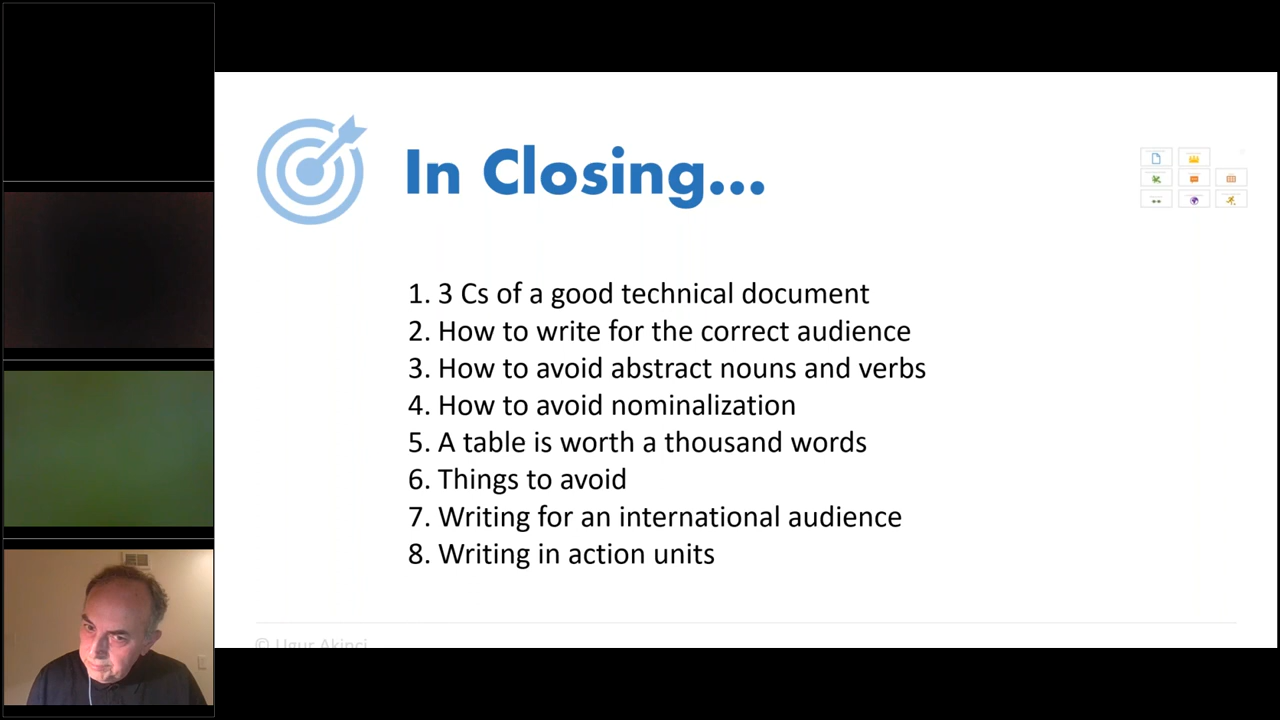 In Closing...
1. 3 Cs of a good technical document
2. How to write for the correct audience
3. How to avoid abstract nouns and verbs
4. How to avoid nominalization
5. A table is worth a thousand words
6. Things to avoid
7. Writing for an international audience
8. Writing in action units
© Ugur Akinci